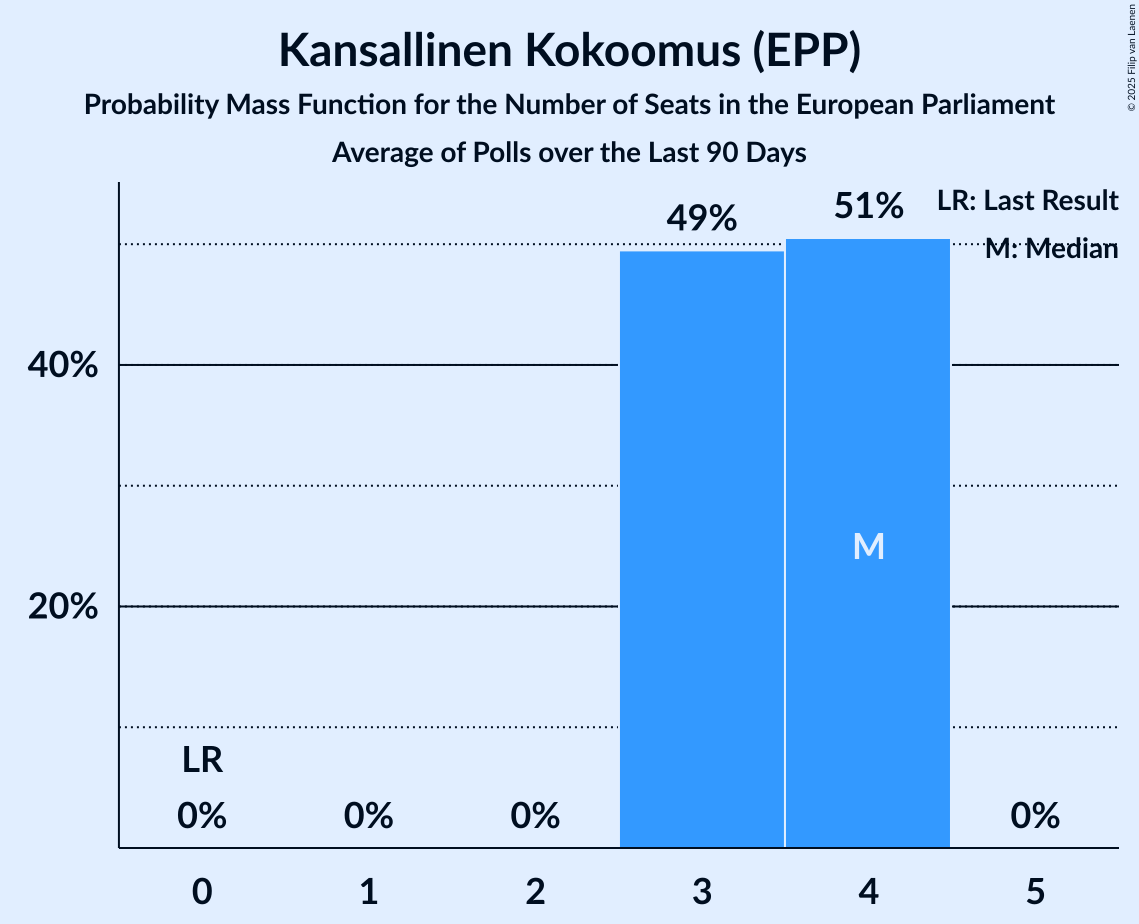 Kansallinen Kokoomus (EPP)
Probability Mass Function for the Number of Seats in the European Parliament
Average of Polls over the Last 90 Days
© 2025 Filip van Laenen
LR: Last Result
M: Median
49%
51%
40%
20%
M
LR
0%
0%
0%
0%
0
1
2
3
4
5